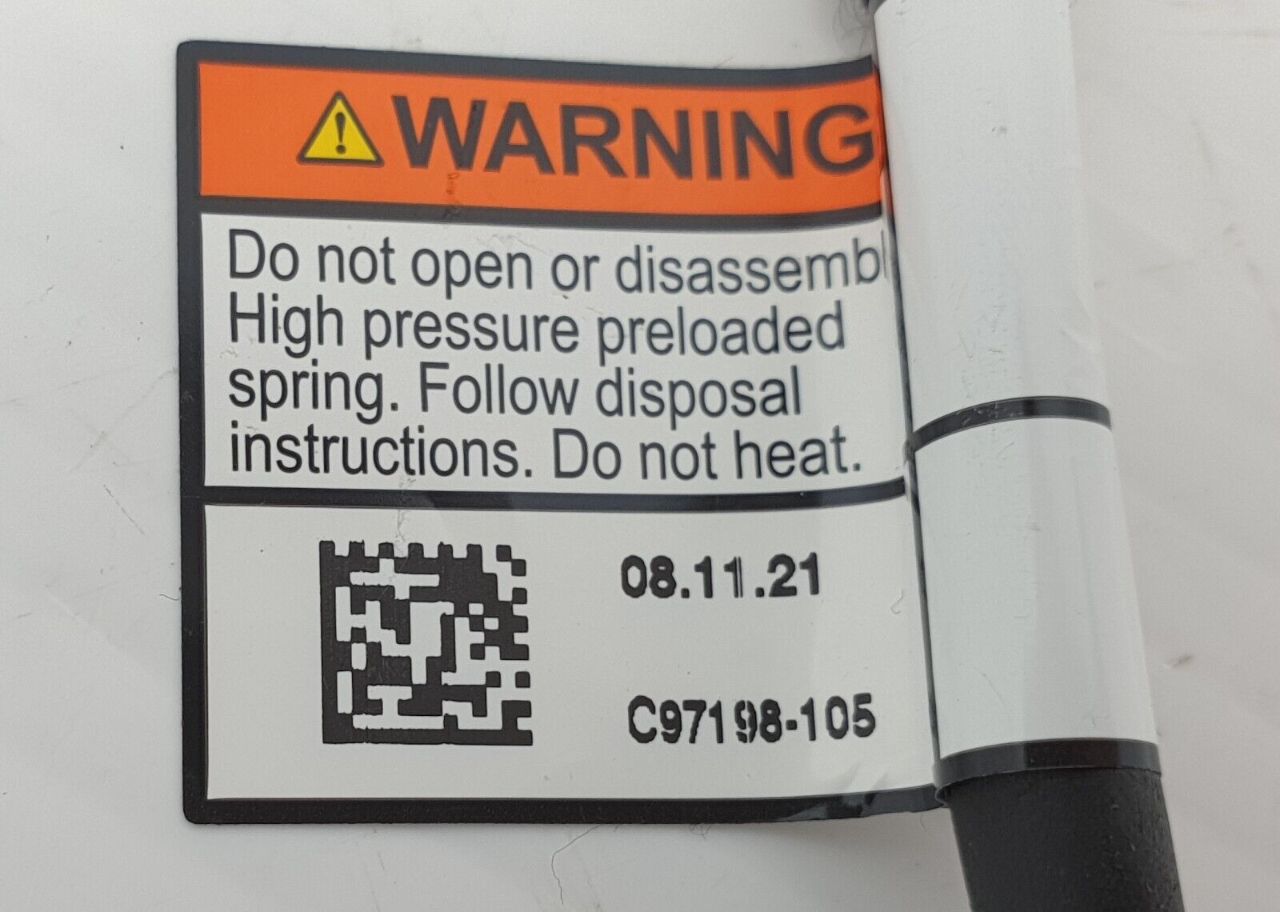 WARNING
Do not open or disassembl
High pressure preloaded
spring. Follow disposal
instructions. Do not heat.
08.11.21
C97198-105